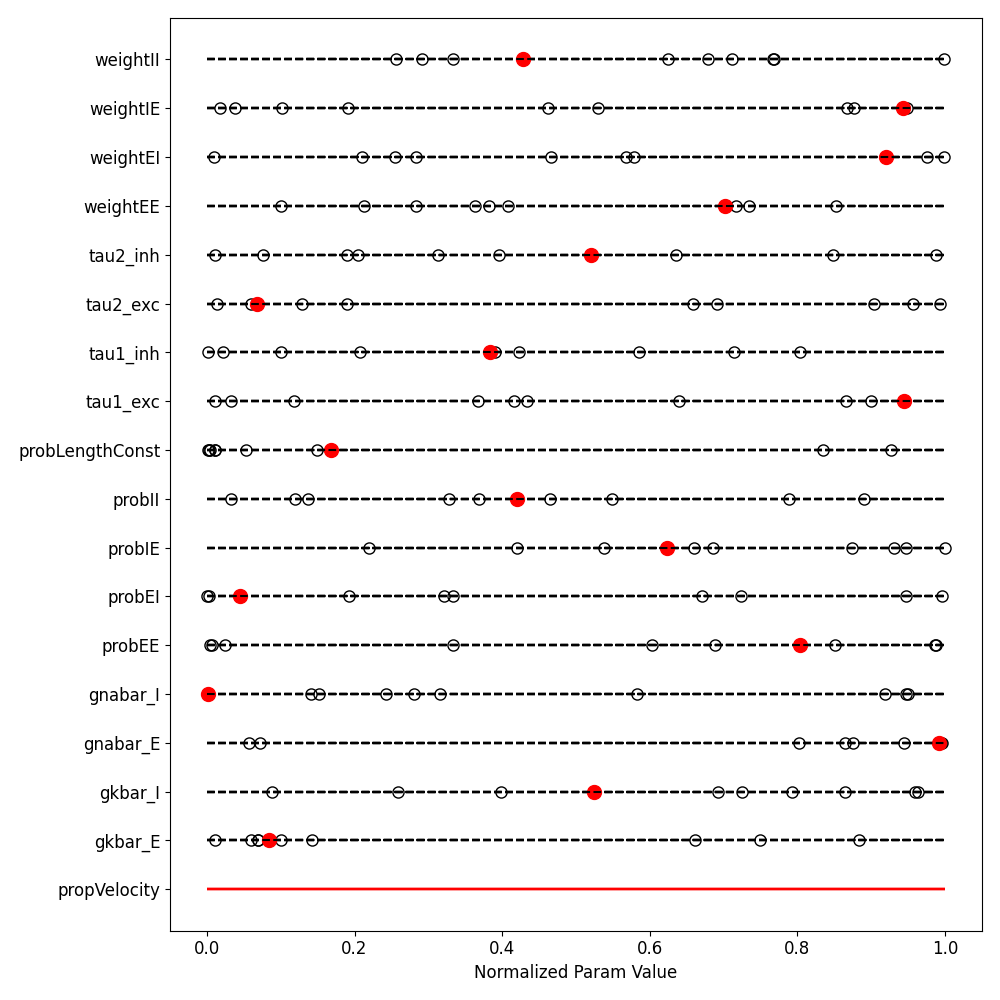 weightII
weightIE
weightEI
weightEE
tau2_inh
tau2_exc
tau1_inh
tau1_exc
probLengthConst
probII
probIE
probEI
probEE
gnabar_I
gnabar_E
gkbar_I
gkbar_E
propVelocity
0.0 0.2 0.4 0.6 0.8 1.0
Normalized Param Value